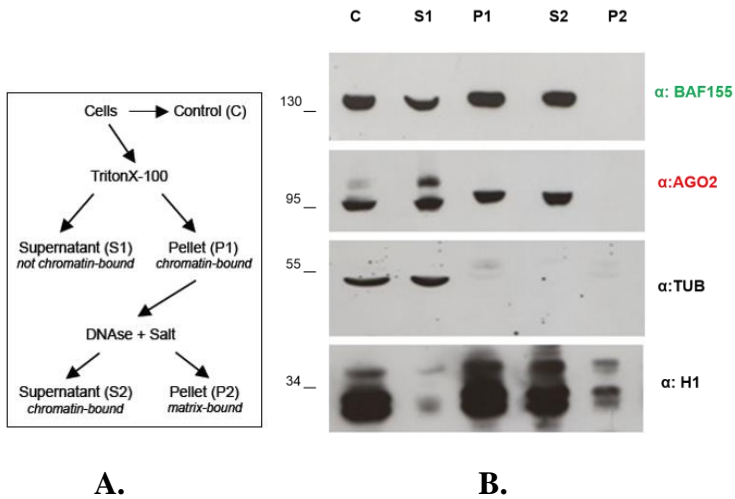 Cells
Control (C)
TritonX-100
Supernatant (S1)
not chromatin-bound
Pellet (P1)
chromatin-bound
DNAse + Salt
Supernatant (S2)
chromatin-bound
Pellet (P2)
matrix-bound
A.
C S1 P1 S2 P2
130
α: BAF155
95
α:AGO2
55
α:TUB
34
α: H1
B.